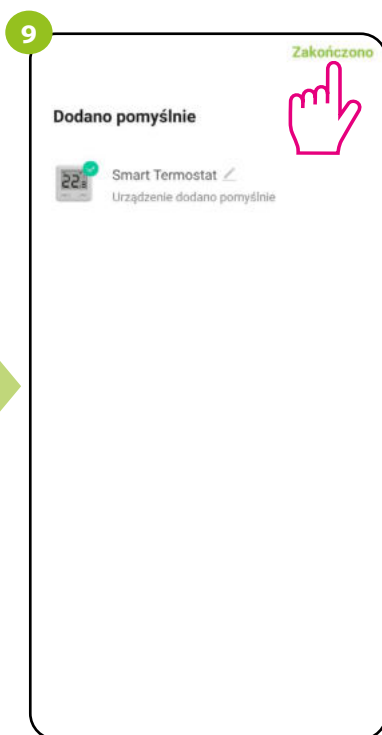 9
Zakończono
Dodano pomyślnie
22
Smart Termostat
Urządzenie dodano pomyślnie